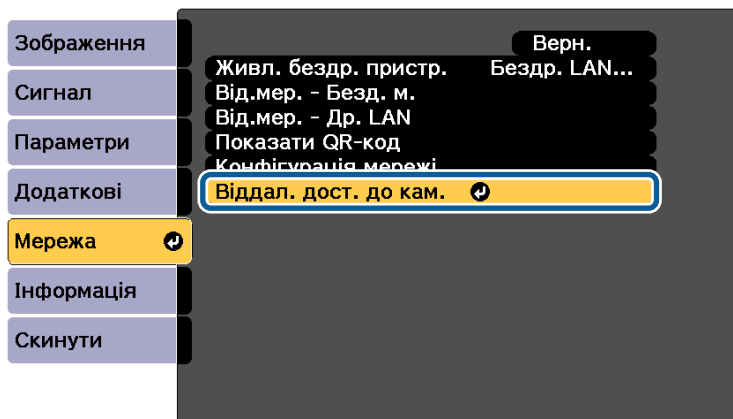 Зображення
Сигнал
Параметри
Додаткові
Мережа
Інформація
Скинути
Верн.
Живл. бездр. пристр. Бездр. LAN...
Від.мер. - Безд. м.
Від.мер. - Др. LAN
Показати QR-код
Конфігурація мережі
Віддал. дост. до кам.